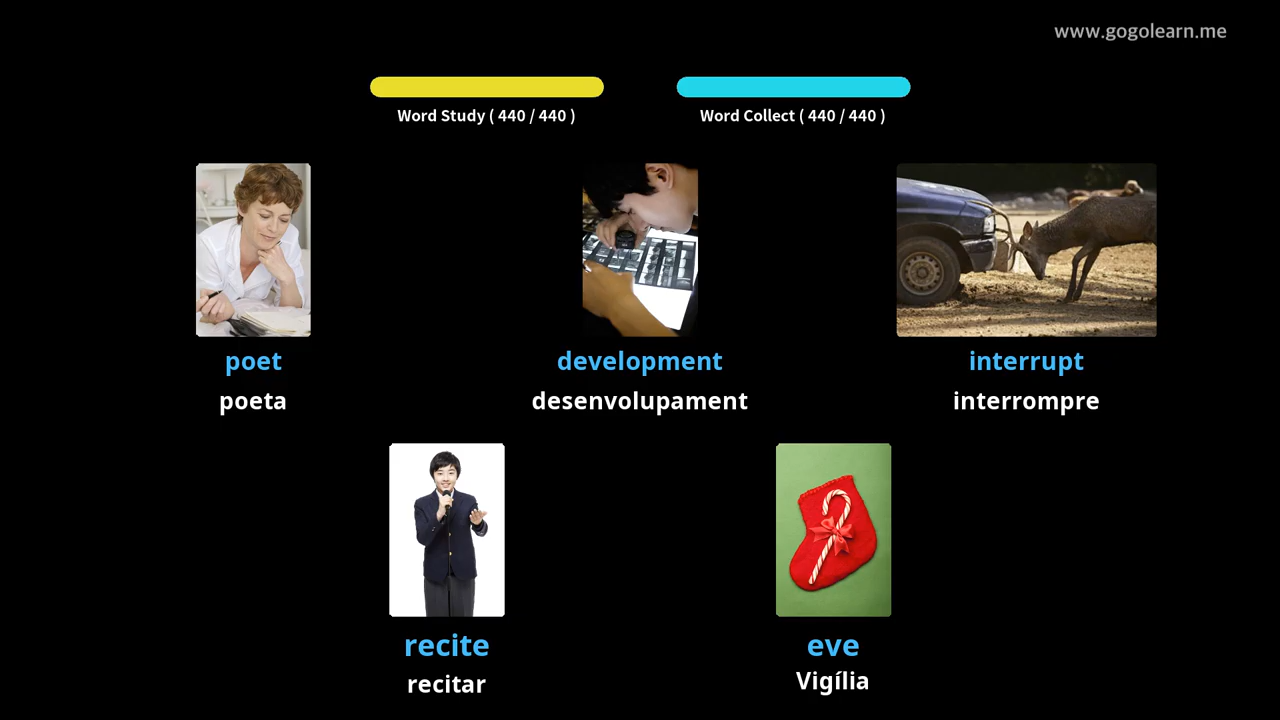 www.gogolearn.me
Word Study ( 440 / 440 )
Word Collect ( 440 / 440 )
poet
poeta
development
desenvolupament
interrupt
interrompre
recite
recitar
eve
Vigília